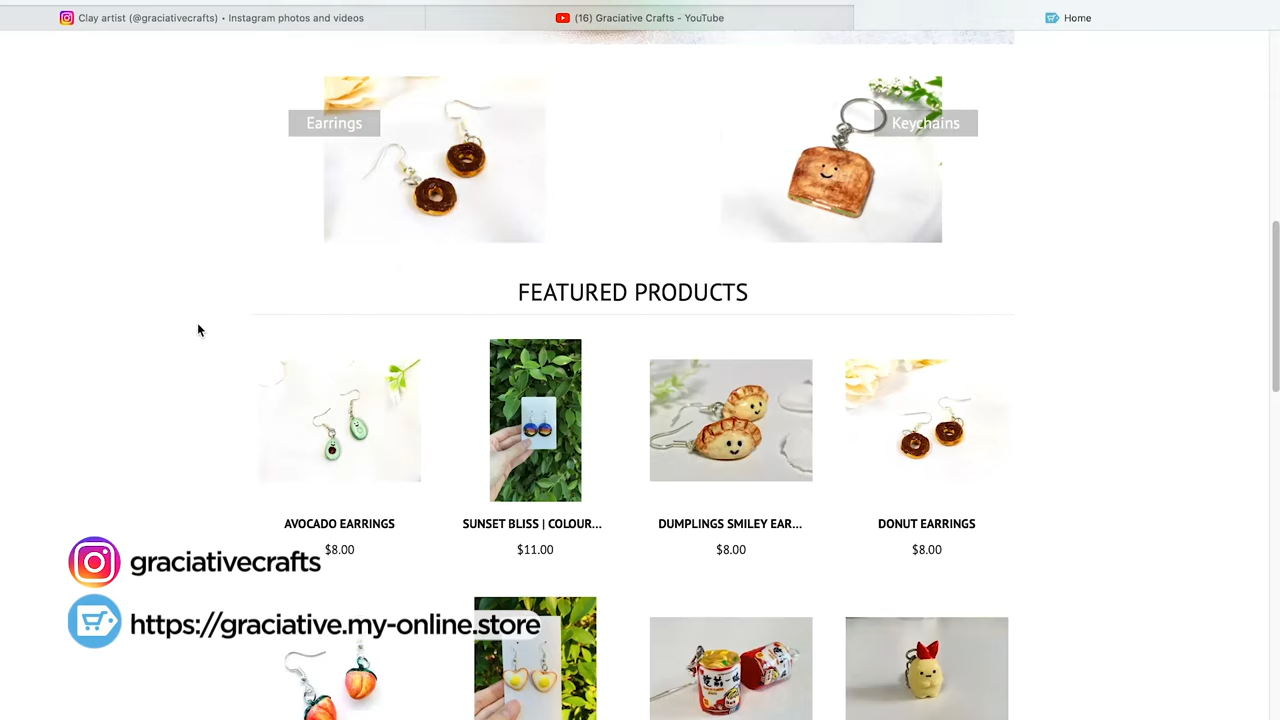 Clay artist (@graciativecrafts) • Instagram photos and videos
(16) Graciative Crafts - YouTube
Home
Earrings
Keychains
FEATURED PRODUCTS
AVOCADO EARRINGS
SUNSET BLISS | COLOUR...
DUMPLINGS SMILEY EAR...
DONUT EARRINGS
$8.00
$11.00
$8.00
$8.00
graciativecrafts
https://graciative.my-online.store